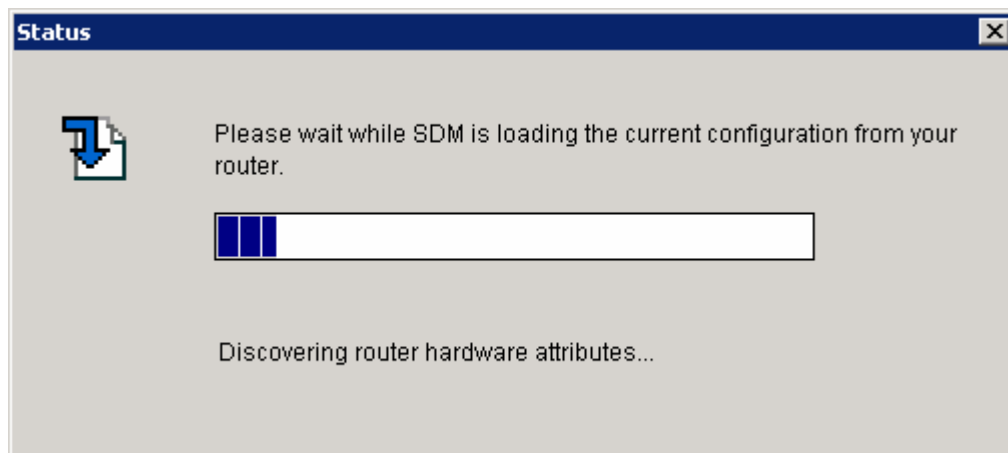 Status
Please wait while SDM is loading the current configuration from your
router.
Discovering router hardware attributes...